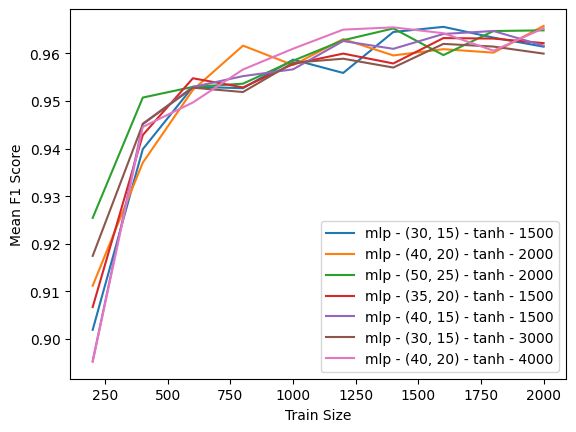 Mean F1 Score
0.96
0.95
0.94
0.93
0.92
0.91
0.90
mlp - (30, 15) - tanh - 1500
mlp - (40, 20) - tanh - 2000
mlp - (50, 25) - tanh - 2000
mlp - (35, 20) - tanh - 1500
mlp - (40, 15) - tanh - 1500
mlp - (30, 15) - tanh - 3000
mlp - (40, 20) - tanh - 4000
250 500 750 1000 1250 1500 1750 2000
Train Size